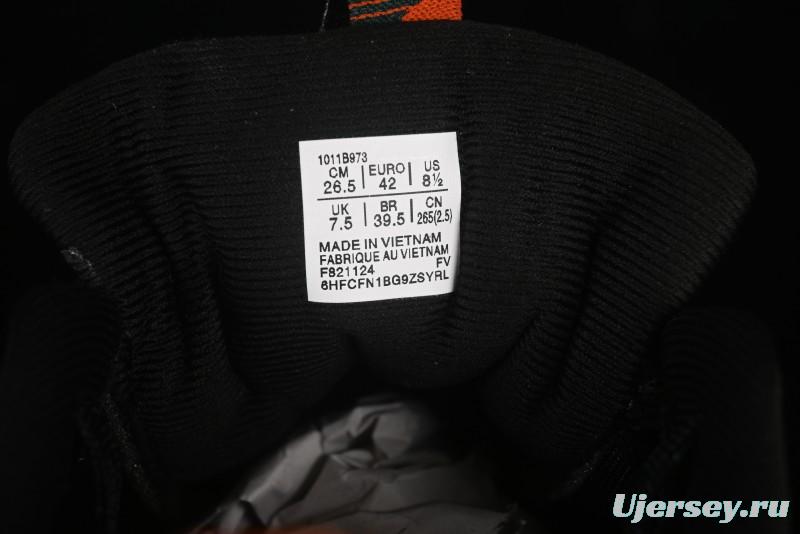 1011B973
CM | EURO | US
26.5 | 42 | 8½
UK | BR | CN
7.5 | 39.5 | 265(2.5)
MADE IN VIETNAM
FABRIQUE AU VIETNAM
F821124 FV
6HFCFN1BG9ZSYRL
Ujersey.ru